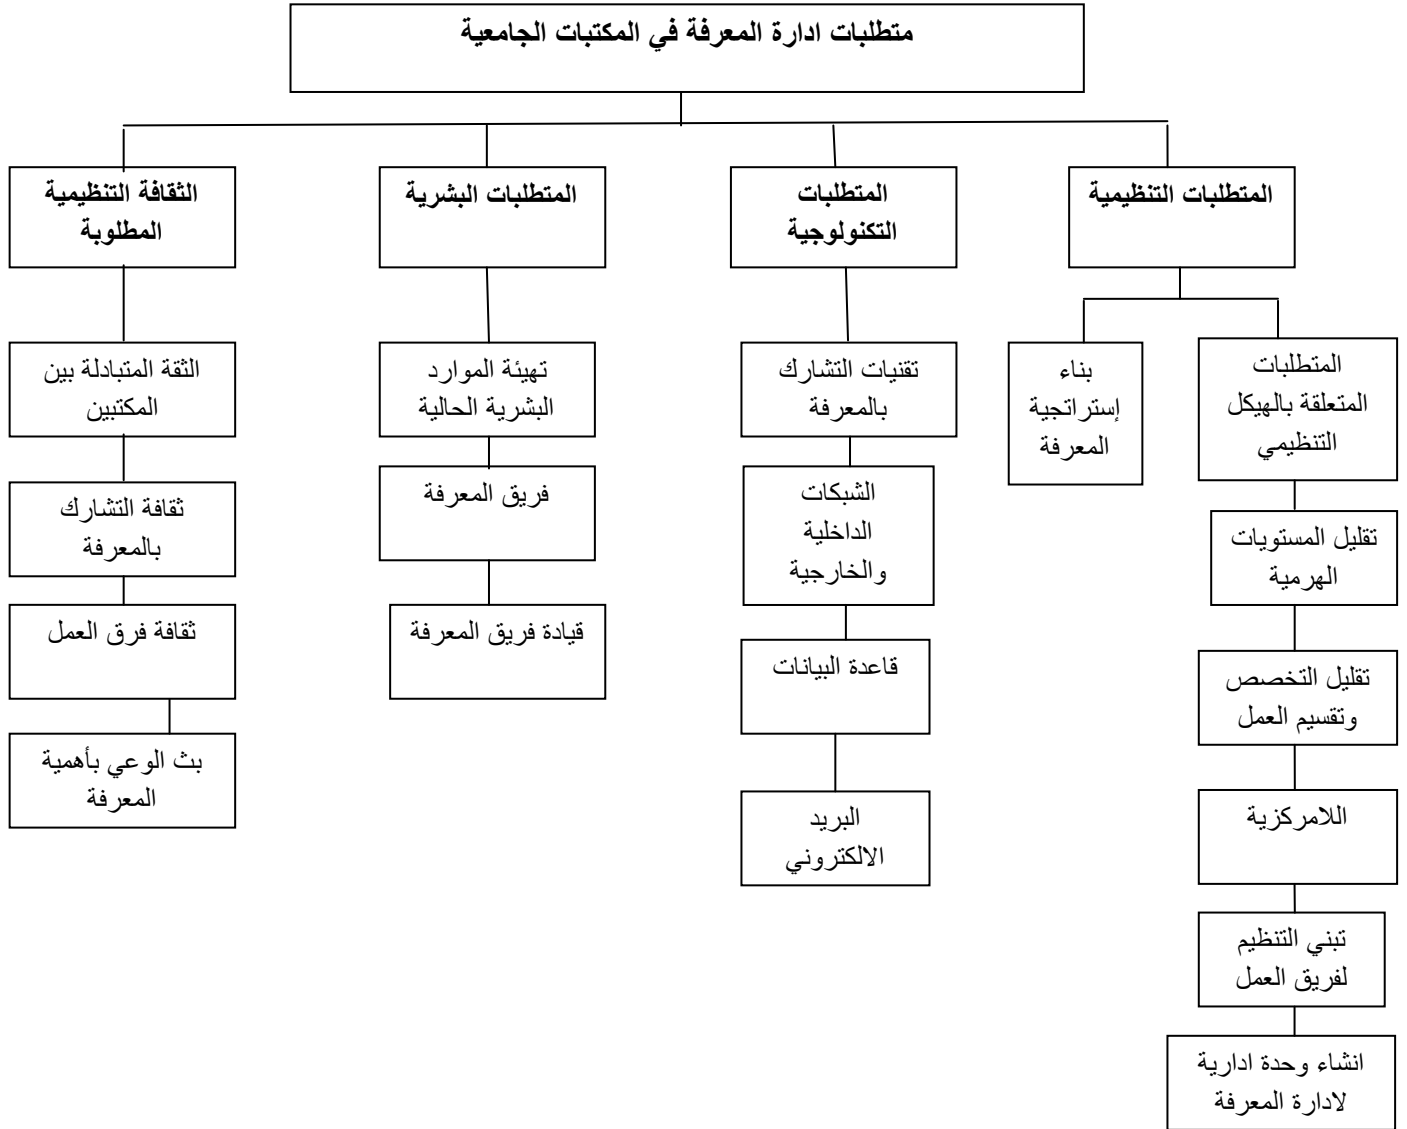 متطلبات ادارة المعرفة في المكتبات الجامعية
المتطلبات التنظيمية
المتطلبات
التكنولوجية
المتطلبات البشرية
الثقافة التنظيمية
المطلوبة
المتطلبات
المتعلقة بالهيكل
التنظيمي
بناء
إستراتجية
المعرفة
تقليل المستويات
الهرمية
تقليل التخصص
وتقسيم العمل
اللامركزية
تبني التنظيم
لفريق العمل
انشاء وحدة ادارية
لادارة المعرفة
تقنيات التشارك
بالمعرفة
الشبكات
الداخلية
والخارجية
قاعدة البيانات
البريد
الالكتروني
تهيئة الموارد
البشرية الحالية
فريق المعرفة
قيادة فريق المعرفة
الثقة المتبادلة بين
المكتبين
ثقافة التشارك
بالمعرفة
ثقافة فرق العمل
بث الوعي بأهمية
المعرفة